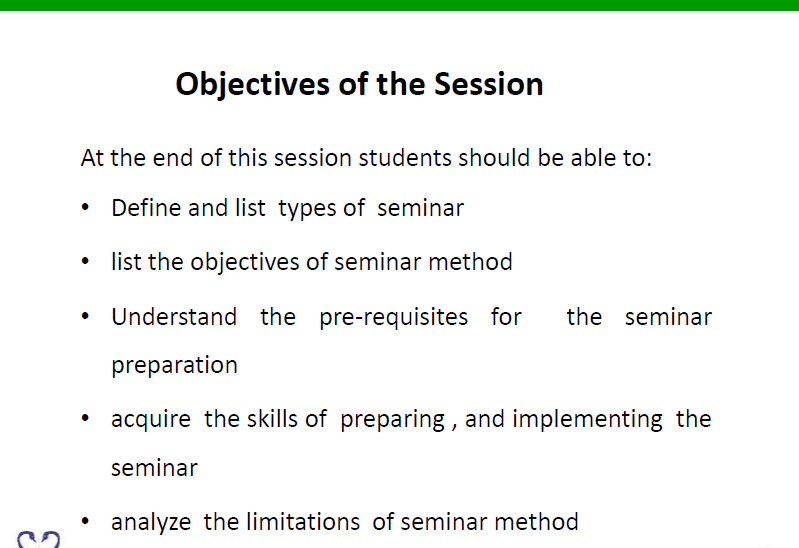 Objectives of the Session
At the end of this session students should be able to:
• Define and list types of seminar
• list the objectives of seminar method
• Understand the pre-requisites for the seminar
preparation
• acquire the skills of preparing , and implementing the
seminar
• analyze the limitations of seminar method